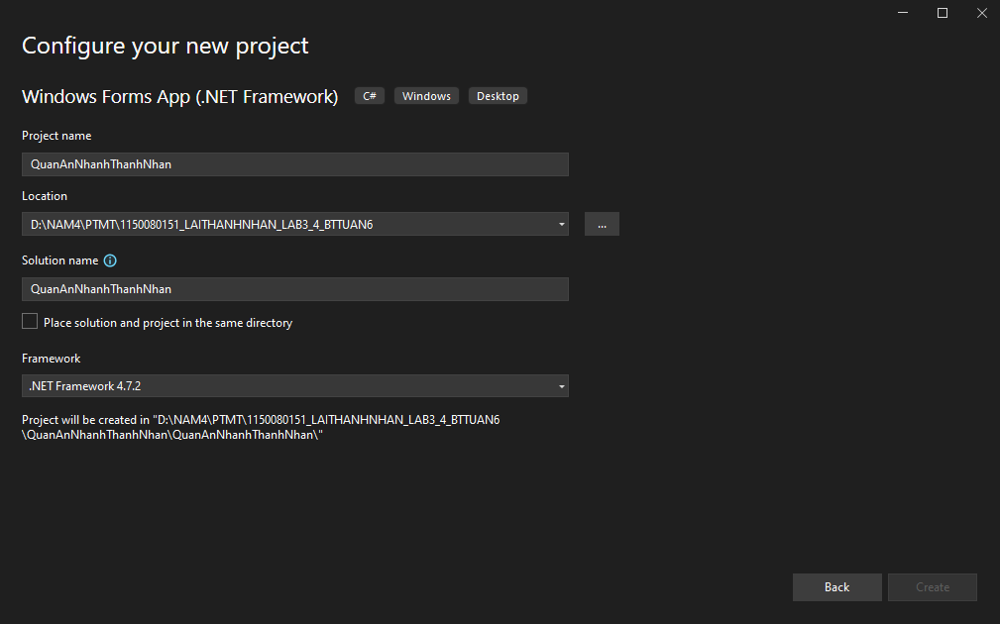 Configure your new project
Windows Forms App (.NET Framework) C# Windows Desktop
Project name
QuanAnNhanhThanhNhan
Location
D:\NAM4\PTMT\1150080151_LAITHANHNHAN_LAB3_4_BTTUAN6 ...
Solution name
QuanAnNhanhThanhNhan
Place solution and project in the same directory
Framework
.NET Framework 4.7.2
Project will be created in "D:\NAM4\PTMT\1150080151_LAITHANHNHAN_LAB3_4_BTTUAN6
\QuanAnNhanhThanhNhan\QuanAnNhanhThanhNhan\"
Back Create